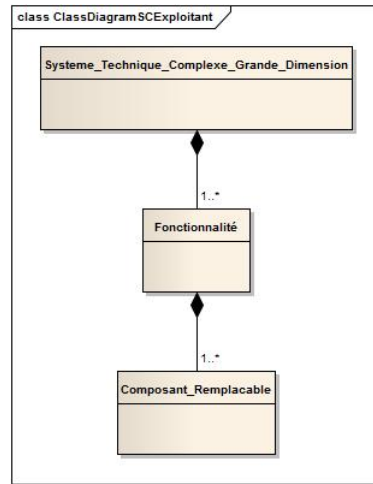 class ClassDiagramSCExploitant
Systeme_Technique_Complexe_Grande_Dimension
1..*
Fonctionnalité
1..*
Composant_Remplacable